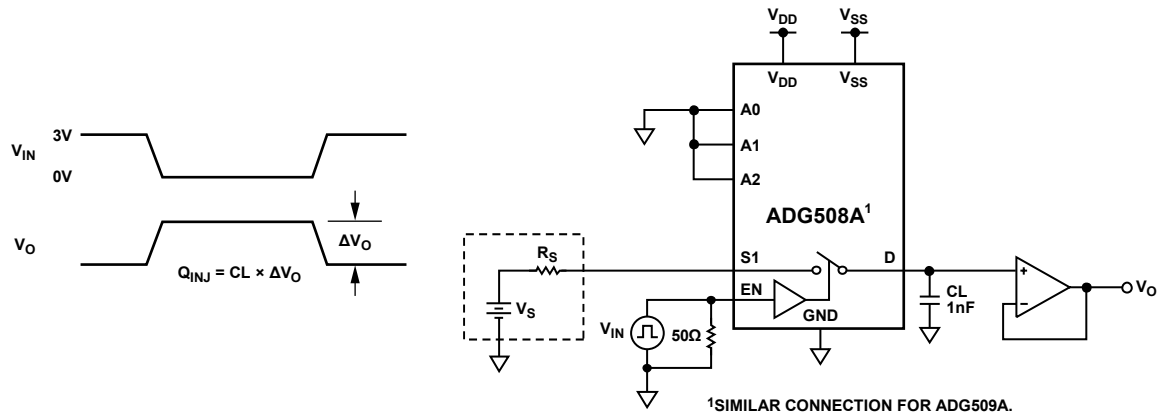 3V
V_IN
0V
V_O
ΔV_O
Q_INJ = CL × ΔV_O
V_DD
V_SS
V_DD
V_SS
A0
A1
A2
ADG508A¹
R_S
S1
D
V_S
EN
GND
V_IN
50Ω
CL
1nF
+
−
V_O
¹SIMILAR CONNECTION FOR ADG509A.